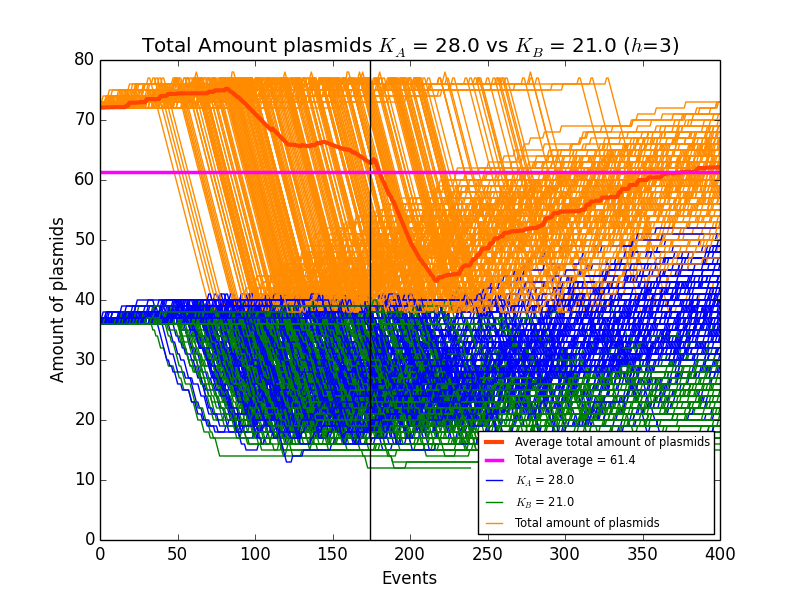 Total Amount plasmids K_A = 28.0 vs K_B = 21.0 (h=3)
80
70
60
50
40
30
20
10
0
Amount of plasmids
Average total amount of plasmids
Total average = 61.4
K_A = 28.0
K_B = 21.0
Total amount of plasmids
0 50 100 150 200 250 300 350 400
Events